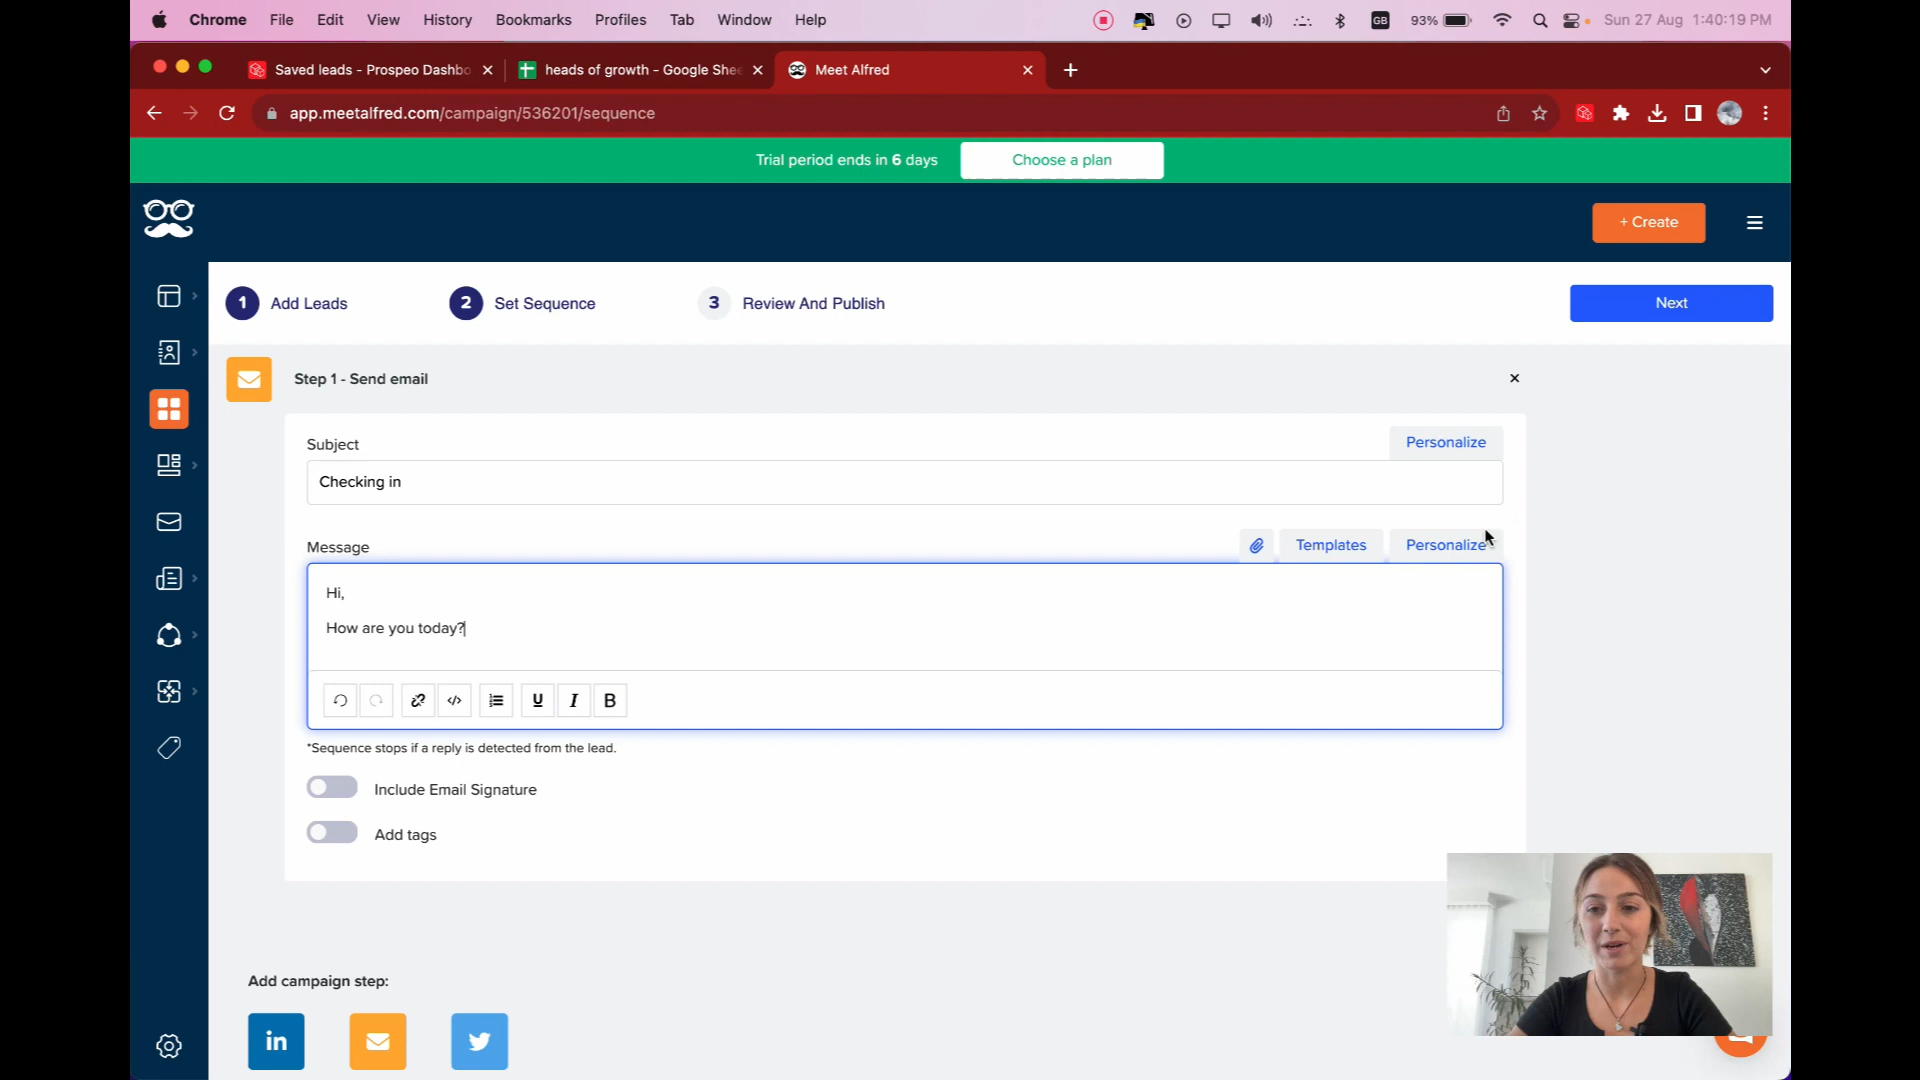 Chrome File Edit View History Bookmarks Profiles Tab Window Help GB 93% Sun 27 Aug 1:40:19 PM
Saved leads - Prospeo Dashbo heads of growth - Google Shee Meet Alfred
app.meetalfred.com/campaign/536201/sequence
Trial period ends in 6 days Choose a plan
+ Create
1 Add Leads 2 Set Sequence 3 Review And Publish Next
Step 1 - Send email
Subject Personalize
Checking in
Message Templates Personalize
Hi,
How are you today?
U I B
*Sequence stops if a reply is detected from the lead.
Include Email Signature
Add tags
Add campaign step:
in